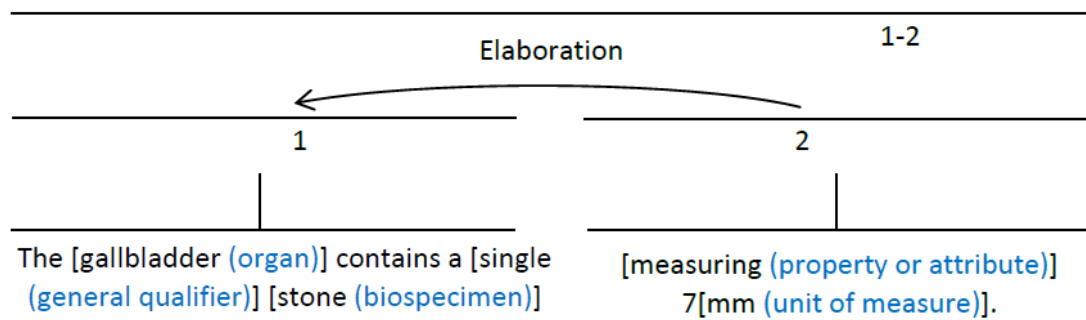 1-2
Elaboration
1
2
The [gallbladder (organ)] contains a [single
(general qualifier)] [stone (biospecimen)]
[measuring (property or attribute)]
7[mm (unit of measure)].